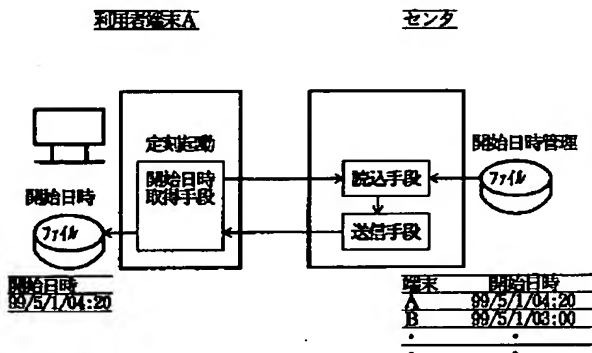 利用者端末A
センタ
定刻起動
開始日時
取得手段
開始日時
ファイル
開始日時
99/5/1/04:20
読込手段
送信手段
開始日時管理
ファイル
端末 開始日時
A 99/5/1/04:20
B 99/5/1/03:00
・ ・
・ ・